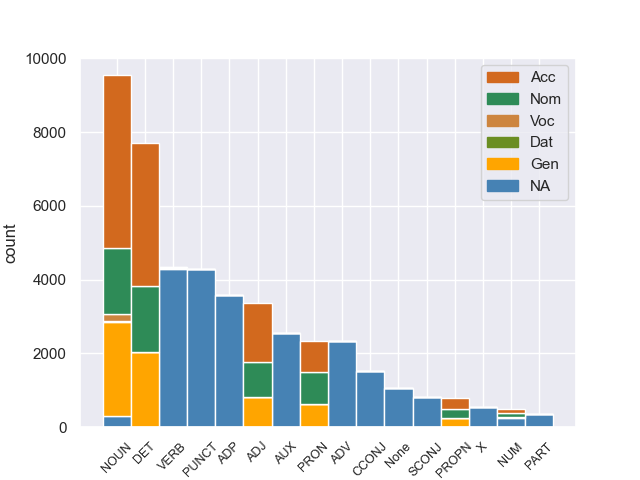 10000
8000
6000
4000
2000
0
count
Acc
Nom
Voc
Dat
Gen
NA
NOUN
DET
VERB
PUNCT
ADP
ADJ
AUX
PRON
ADV
CCONJ
None
SCONJ
PROPN
X
NUM
PART